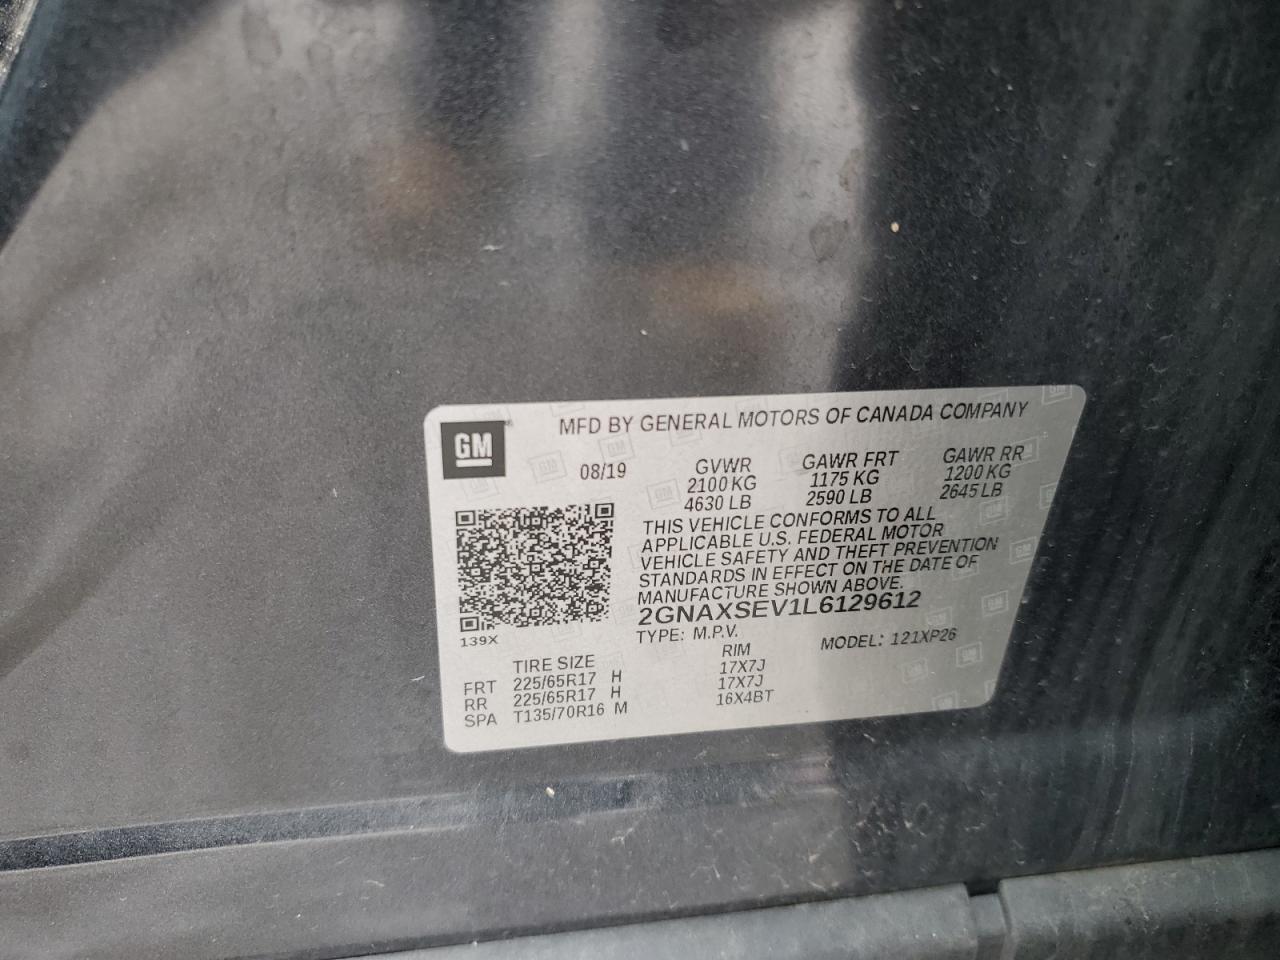 MFD BY GENERAL MOTORS OF CANADA COMPANY
GM
08/19 GVWR GAWR FRT GAWR RR
2100 KG 1175 KG 1200 KG
4630 LB 2590 LB 2645 LB
THIS VEHICLE CONFORMS TO ALL
APPLICABLE U.S. FEDERAL MOTOR
VEHICLE SAFETY AND THEFT PREVENTION
STANDARDS IN EFFECT ON THE DATE OF
MANUFACTURE SHOWN ABOVE.
2GNAXSEV1L6129612
139X
TYPE: M.P.V. MODEL: 121XP26
TIRE SIZE RIM
FRT 225/65R17 H 17X7J
RR 225/65R17 H 17X7J
SPA T135/70R16 M 16X4BT